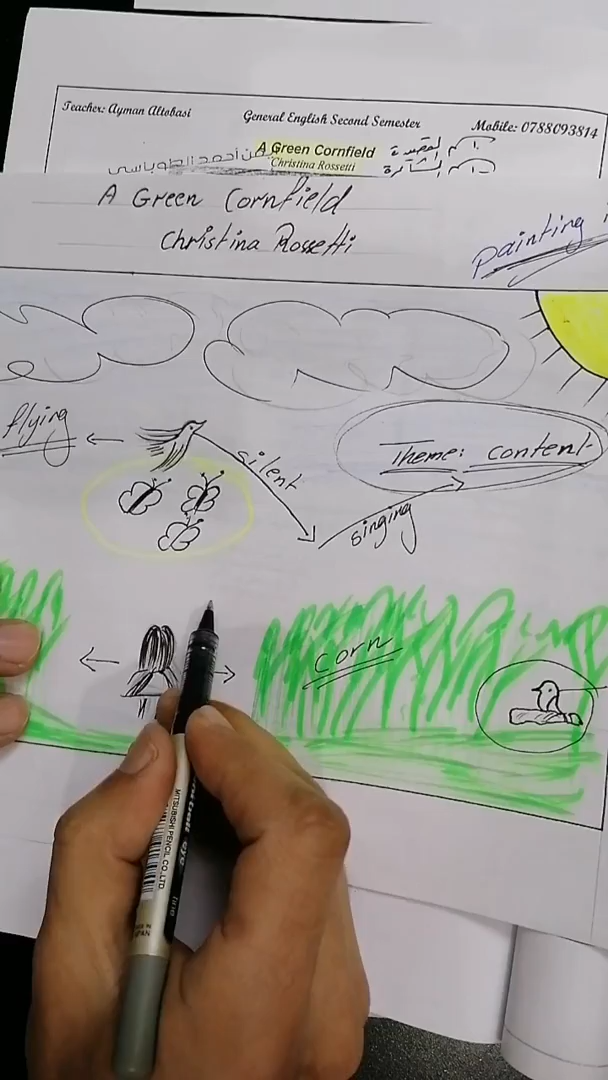 Teacher: Ayman Altobasi
General English Second Semester
Mobile: 0788093814
A Green Cornfield
Christina Rossetti
A Green Cornfield
Christina Rossetti
painting
flying
silent
singing
Theme: content
corn
MITSUBISHI PENCIL CO.,LTD